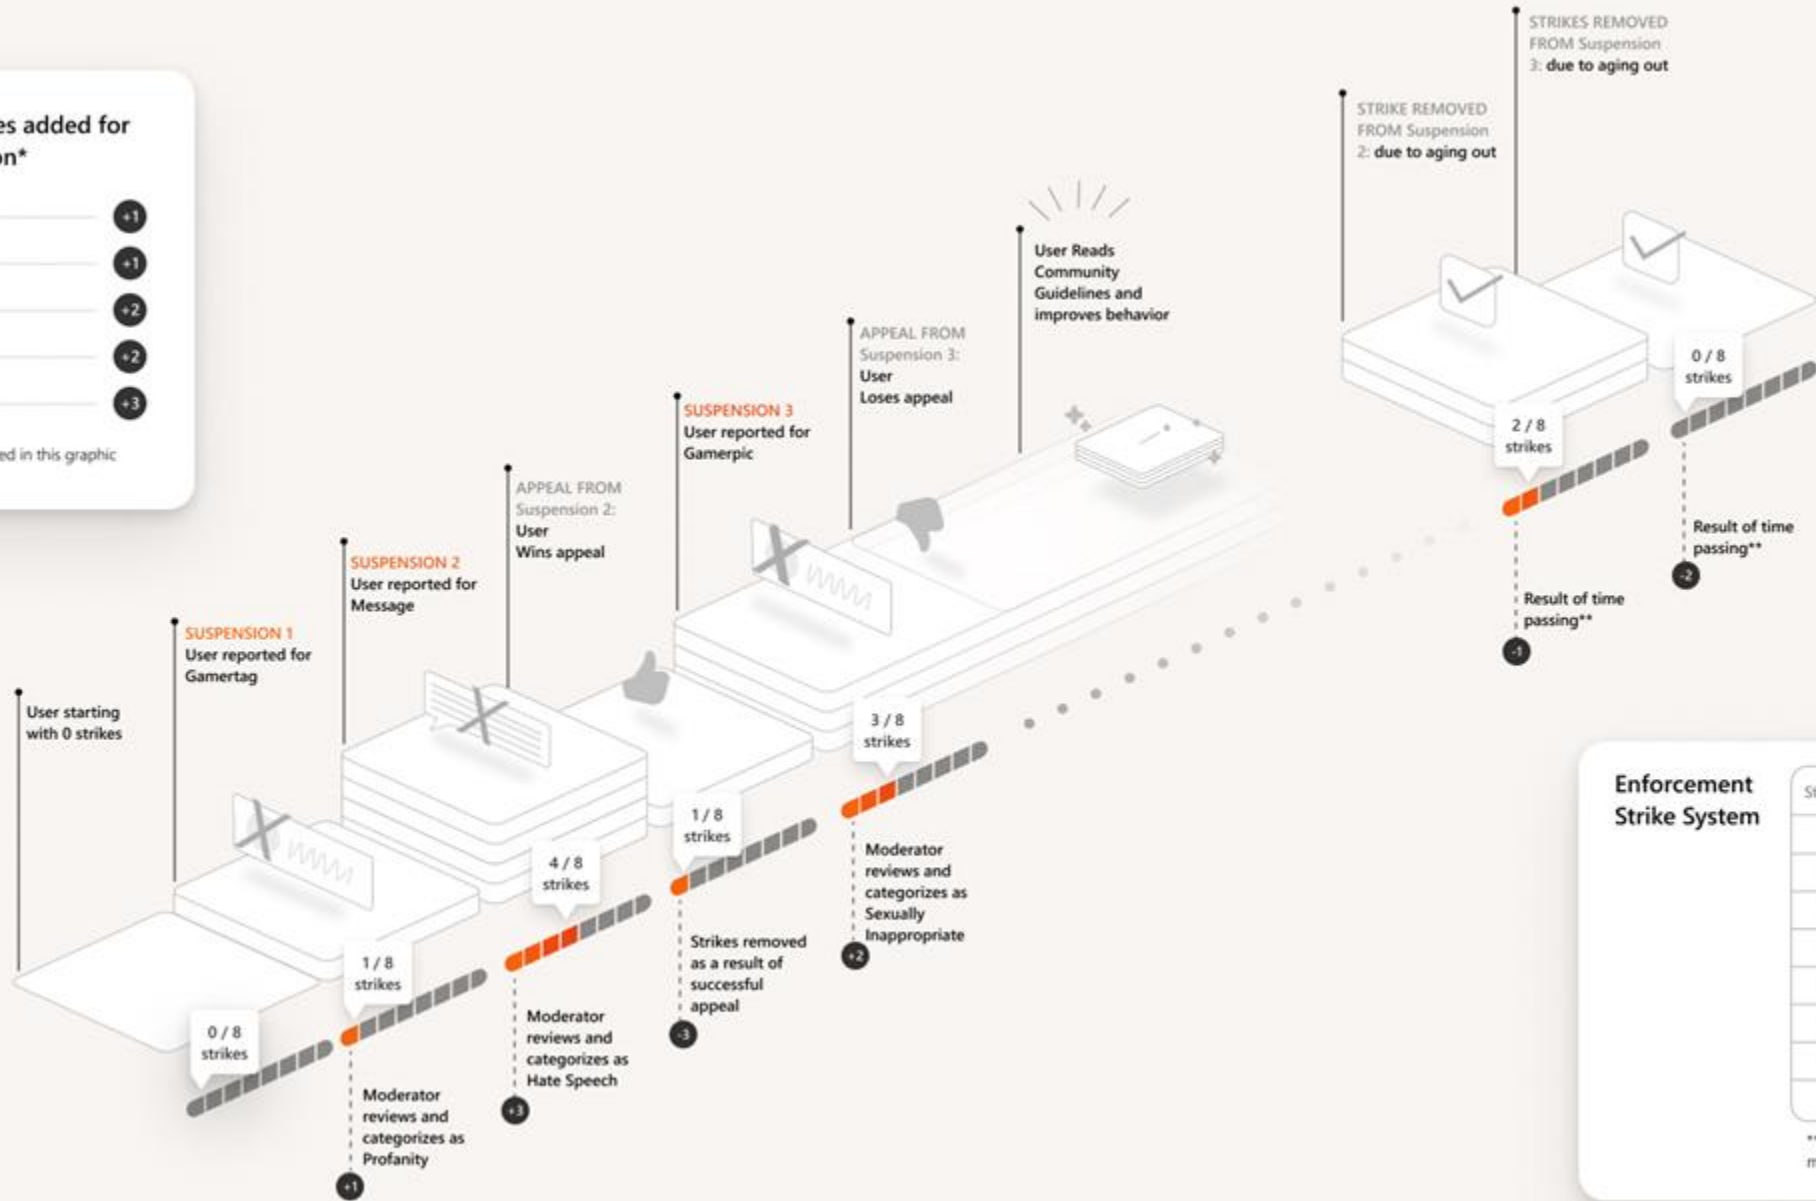 es added for
on*
+1
+1
+2
+2
+3
ed in this graphic
User starting
with 0 strikes
0 / 8
strikes
SUSPENSION 1
User reported for
Gamertag
1 / 8
strikes
Moderator
reviews and
categorizes as
Profanity
+1
SUSPENSION 2
User reported for
Message
4 / 8
strikes
Moderator
reviews and
categorizes as
Hate Speech
+3
APPEAL FROM
Suspension 2:
User
Wins appeal
1 / 8
strikes
Strikes removed
as a result of
successful
appeal
-3
SUSPENSION 3
User reported for
Gamerpic
3 / 8
strikes
Moderator
reviews and
categorizes as
Sexually
Inappropriate
+2
APPEAL FROM
Suspension 3:
User
Loses appeal
User Reads
Community
Guidelines and
improves behavior
STRIKE REMOVED
FROM Suspension
2: due to aging out
2 / 8
strikes
Result of time
passing**
-1
STRIKES REMOVED
FROM Suspension
3: due to aging out
0 / 8
strikes
Result of time
passing**
-2
Enforcement
Strike System
St
**
m